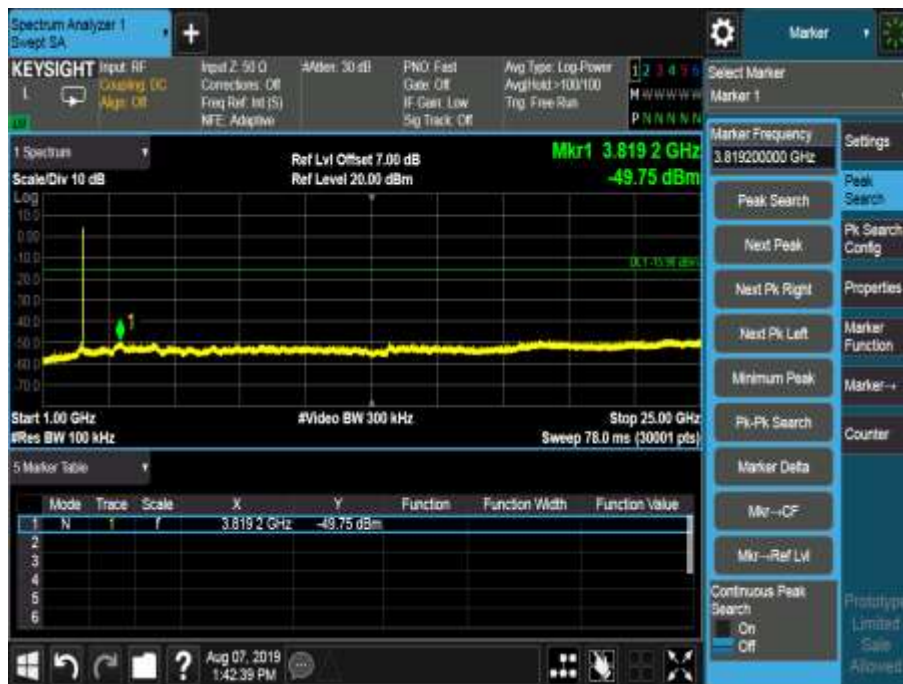 Spectrum Analyzer 1
Swept SA
+
Marker
KEYSIGHT
L
Input: RF
Coupling: DC
Align: Off
Input Z: 50 Ω
Corrections: Off
Freq Ref: Int (S)
NFE: Adaptive
#Atten: 30 dB
PNO: Fast
Gate: Off
IF Gain: Low
Sig Track: Off
Avg Type: Log-Power
Avg|Hold:>100/100
Trig: Free Run
1 2 3 4 5 6
M W W W W W
P N N N N N
Select Marker
Marker 1
1 Spectrum
Scale/Div 10 dB
Ref Lvl Offset 7.00 dB
Ref Level 20.00 dBm
Mkr1 3.819 2 GHz
-49.75 dBm
Log
10.0
0.00
-10.0
-20.0
-30.0
-40.0
-50.0
-60.0
-70.0
1
Start 1.00 GHz
#Res BW 100 kHz
#Video BW 300 kHz
Stop 25.00 GHz
Sweep 78.0 ms (30001 pts)
5 Marker Table
Mode Trace Scale X Y Function Function Width Function Value
1 N 1 f 3.819 2 GHz -49.75 dBm
2
3
4
5
6
Marker Frequency
3.819200000 GHz
Peak Search
Next Peak
Next Pk Right
Next Pk Left
Minimum Peak
Pk-Pk Search
Marker Delta
Mkr→CF
Mkr→Ref Lvl
Continuous Peak
Search
On
Off
Settings
Peak
Search
Pk Search
Config
Properties
Marker
Function
Marker→
Counter
Prototype
Limited
Sale
Allowed
?
Aug 07, 2019
1:42:39 PM